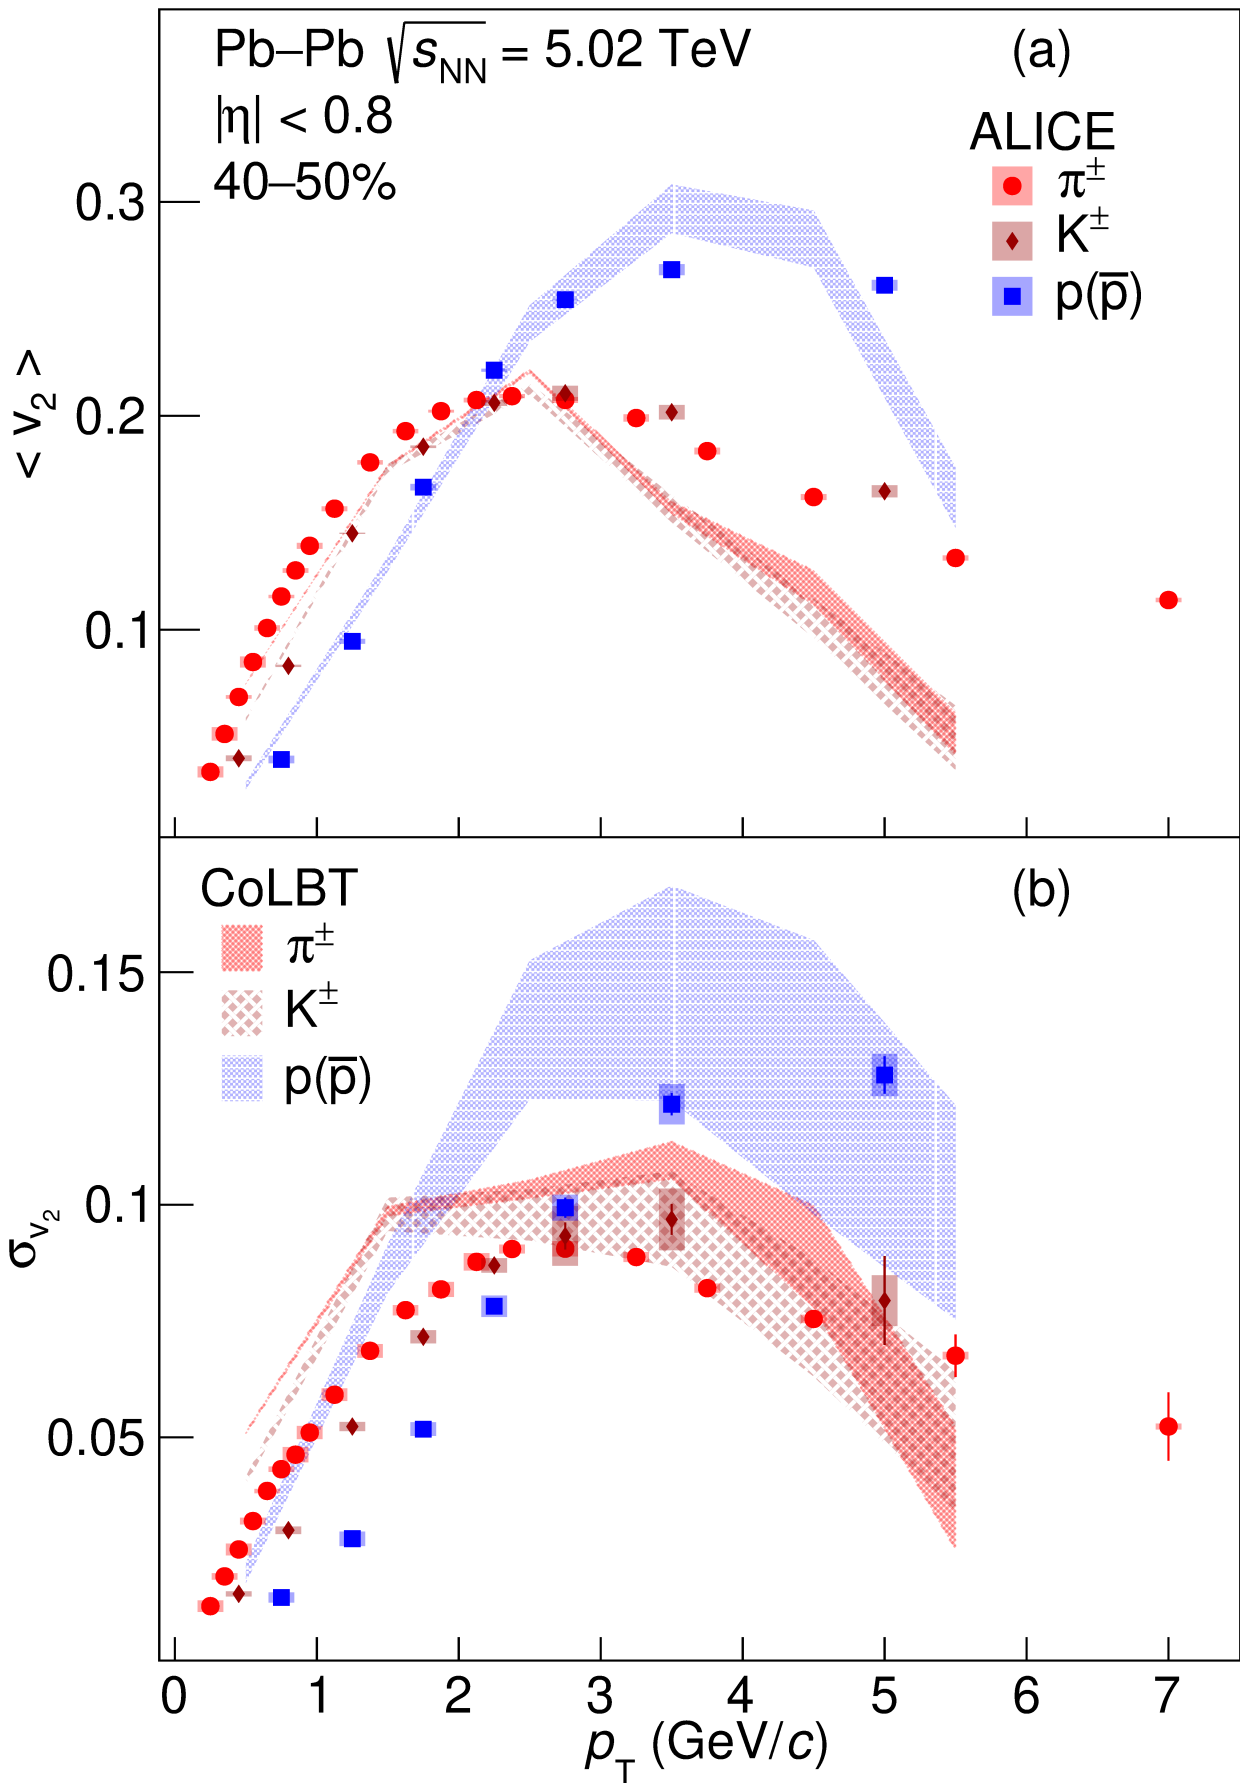 Pb–Pb √sNN = 5.02 TeV
(a)
|η| < 0.8
40–50%
ALICE
π±
K±
p(p̅)
0.3
0.2
0.1
< v2 >
CoLBT
(b)
π±
K±
p(p̅)
0.15
0.1
0.05
σv2
0 1 2 3 4 5 6 7
pT (GeV/c)